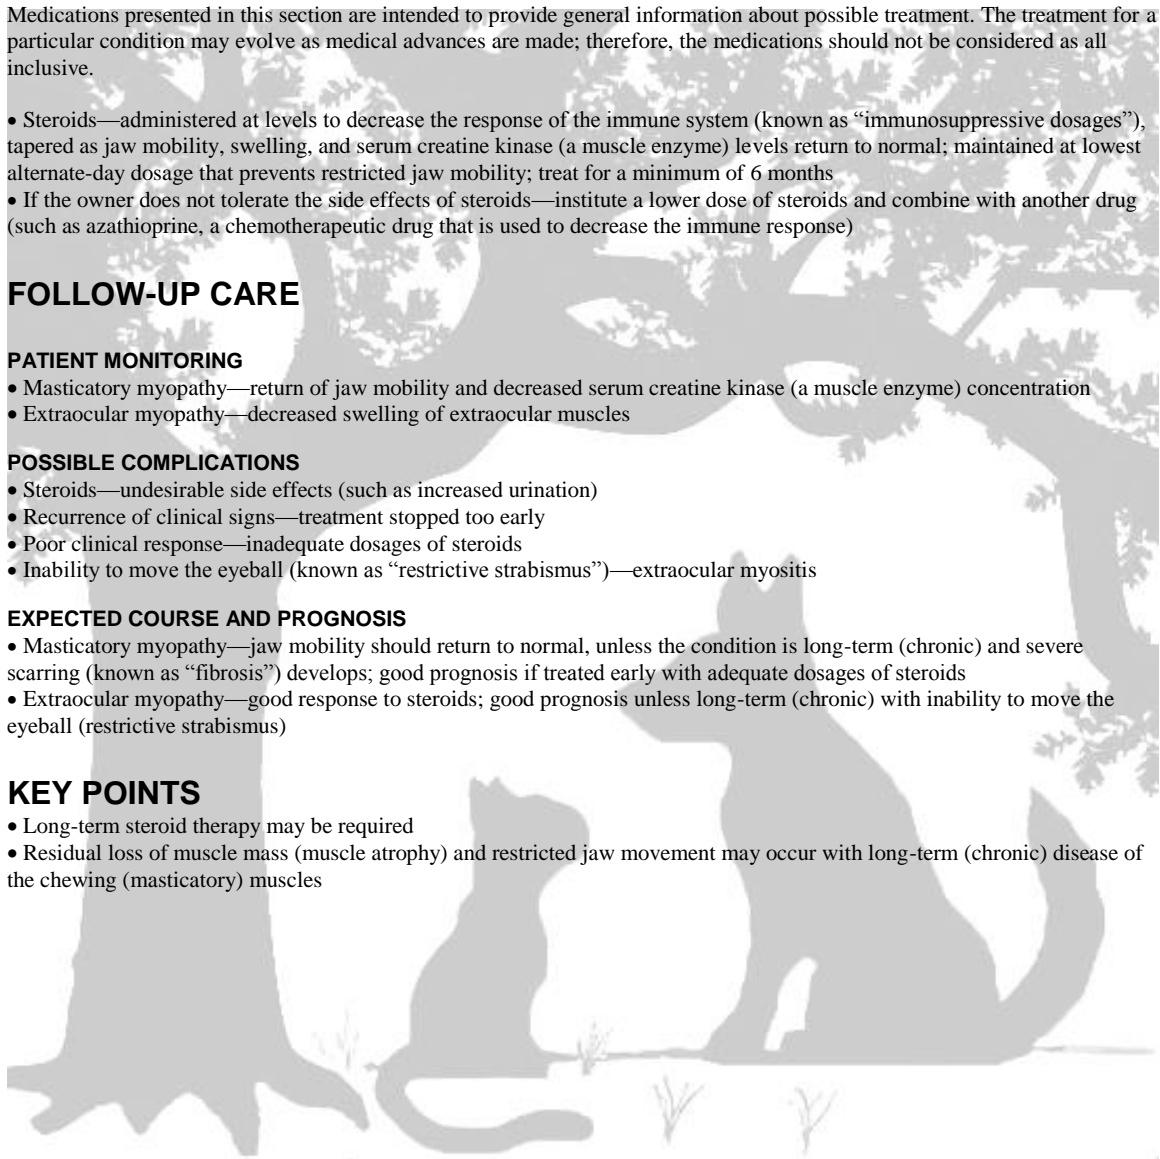 Medications presented in this section are intended to provide general information about possible treatment. The treatment for a
particular condition may evolve as medical advances are made; therefore, the medications should not be considered as all
inclusive.
• Steroids—administered at levels to decrease the response of the immune system (known as “immunosuppressive dosages”),
tapered as jaw mobility, swelling, and serum creatine kinase (a muscle enzyme) levels return to normal; maintained at lowest
alternate-day dosage that prevents restricted jaw mobility; treat for a minimum of 6 months
• If the owner does not tolerate the side effects of steroids—institute a lower dose of steroids and combine with another drug
(such as azathioprine, a chemotherapeutic drug that is used to decrease the immune response)
FOLLOW-UP CARE
PATIENT MONITORING
• Masticatory myopathy—return of jaw mobility and decreased serum creatine kinase (a muscle enzyme) concentration
• Extraocular myopathy—decreased swelling of extraocular muscles
POSSIBLE COMPLICATIONS
• Steroids—undesirable side effects (such as increased urination)
• Recurrence of clinical signs—treatment stopped too early
• Poor clinical response—inadequate dosages of steroids
• Inability to move the eyeball (known as “restrictive strabismus”)—extraocular myositis
EXPECTED COURSE AND PROGNOSIS
• Masticatory myopathy—jaw mobility should return to normal, unless the condition is long-term (chronic) and severe
scarring (known as “fibrosis”) develops; good prognosis if treated early with adequate dosages of steroids
• Extraocular myopathy—good response to steroids; good prognosis unless long-term (chronic) with inability to move the
eyeball (restrictive strabismus)
KEY POINTS
• Long-term steroid therapy may be required
• Residual loss of muscle mass (muscle atrophy) and restricted jaw movement may occur with long-term (chronic) disease of
the chewing (masticatory) muscles